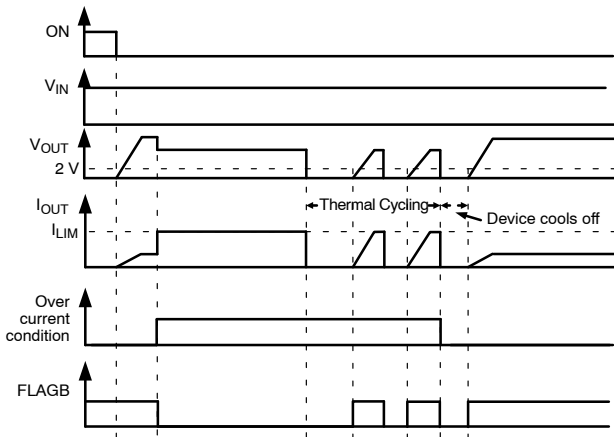 ON
VIN
VOUT
2 V
IOUT
Thermal Cycling
Device cools off
ILIM
Over
current
condition
FLAGB